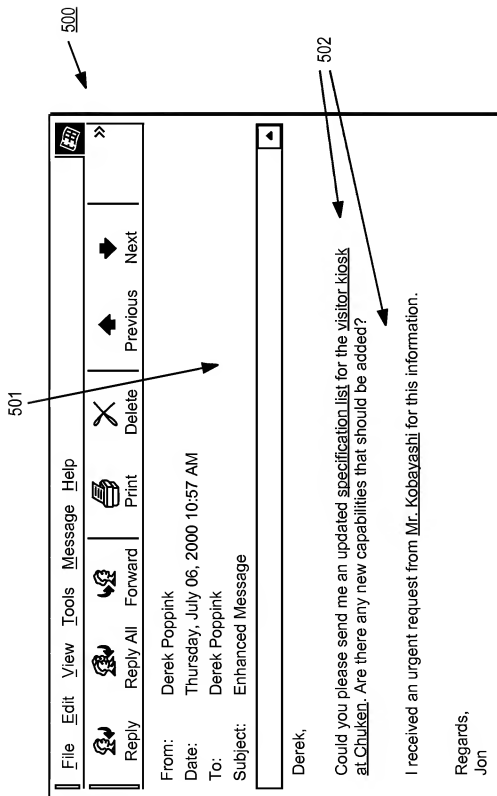 500
501
502
File Edit View Tools Message Help
Reply Reply All Forward Print Delete Previous Next »
From: Derek Poppink
Date: Thursday, July 06, 2000 10:57 AM
To: Derek Poppink
Subject: Enhanced Message
Derek,
Could you please send me an updated specification list for the visitor kiosk
at Chuken. Are there any new capabilities that should be added?
I received an urgent request from Mr. Kobayashi for this information.
Regards,
Jon